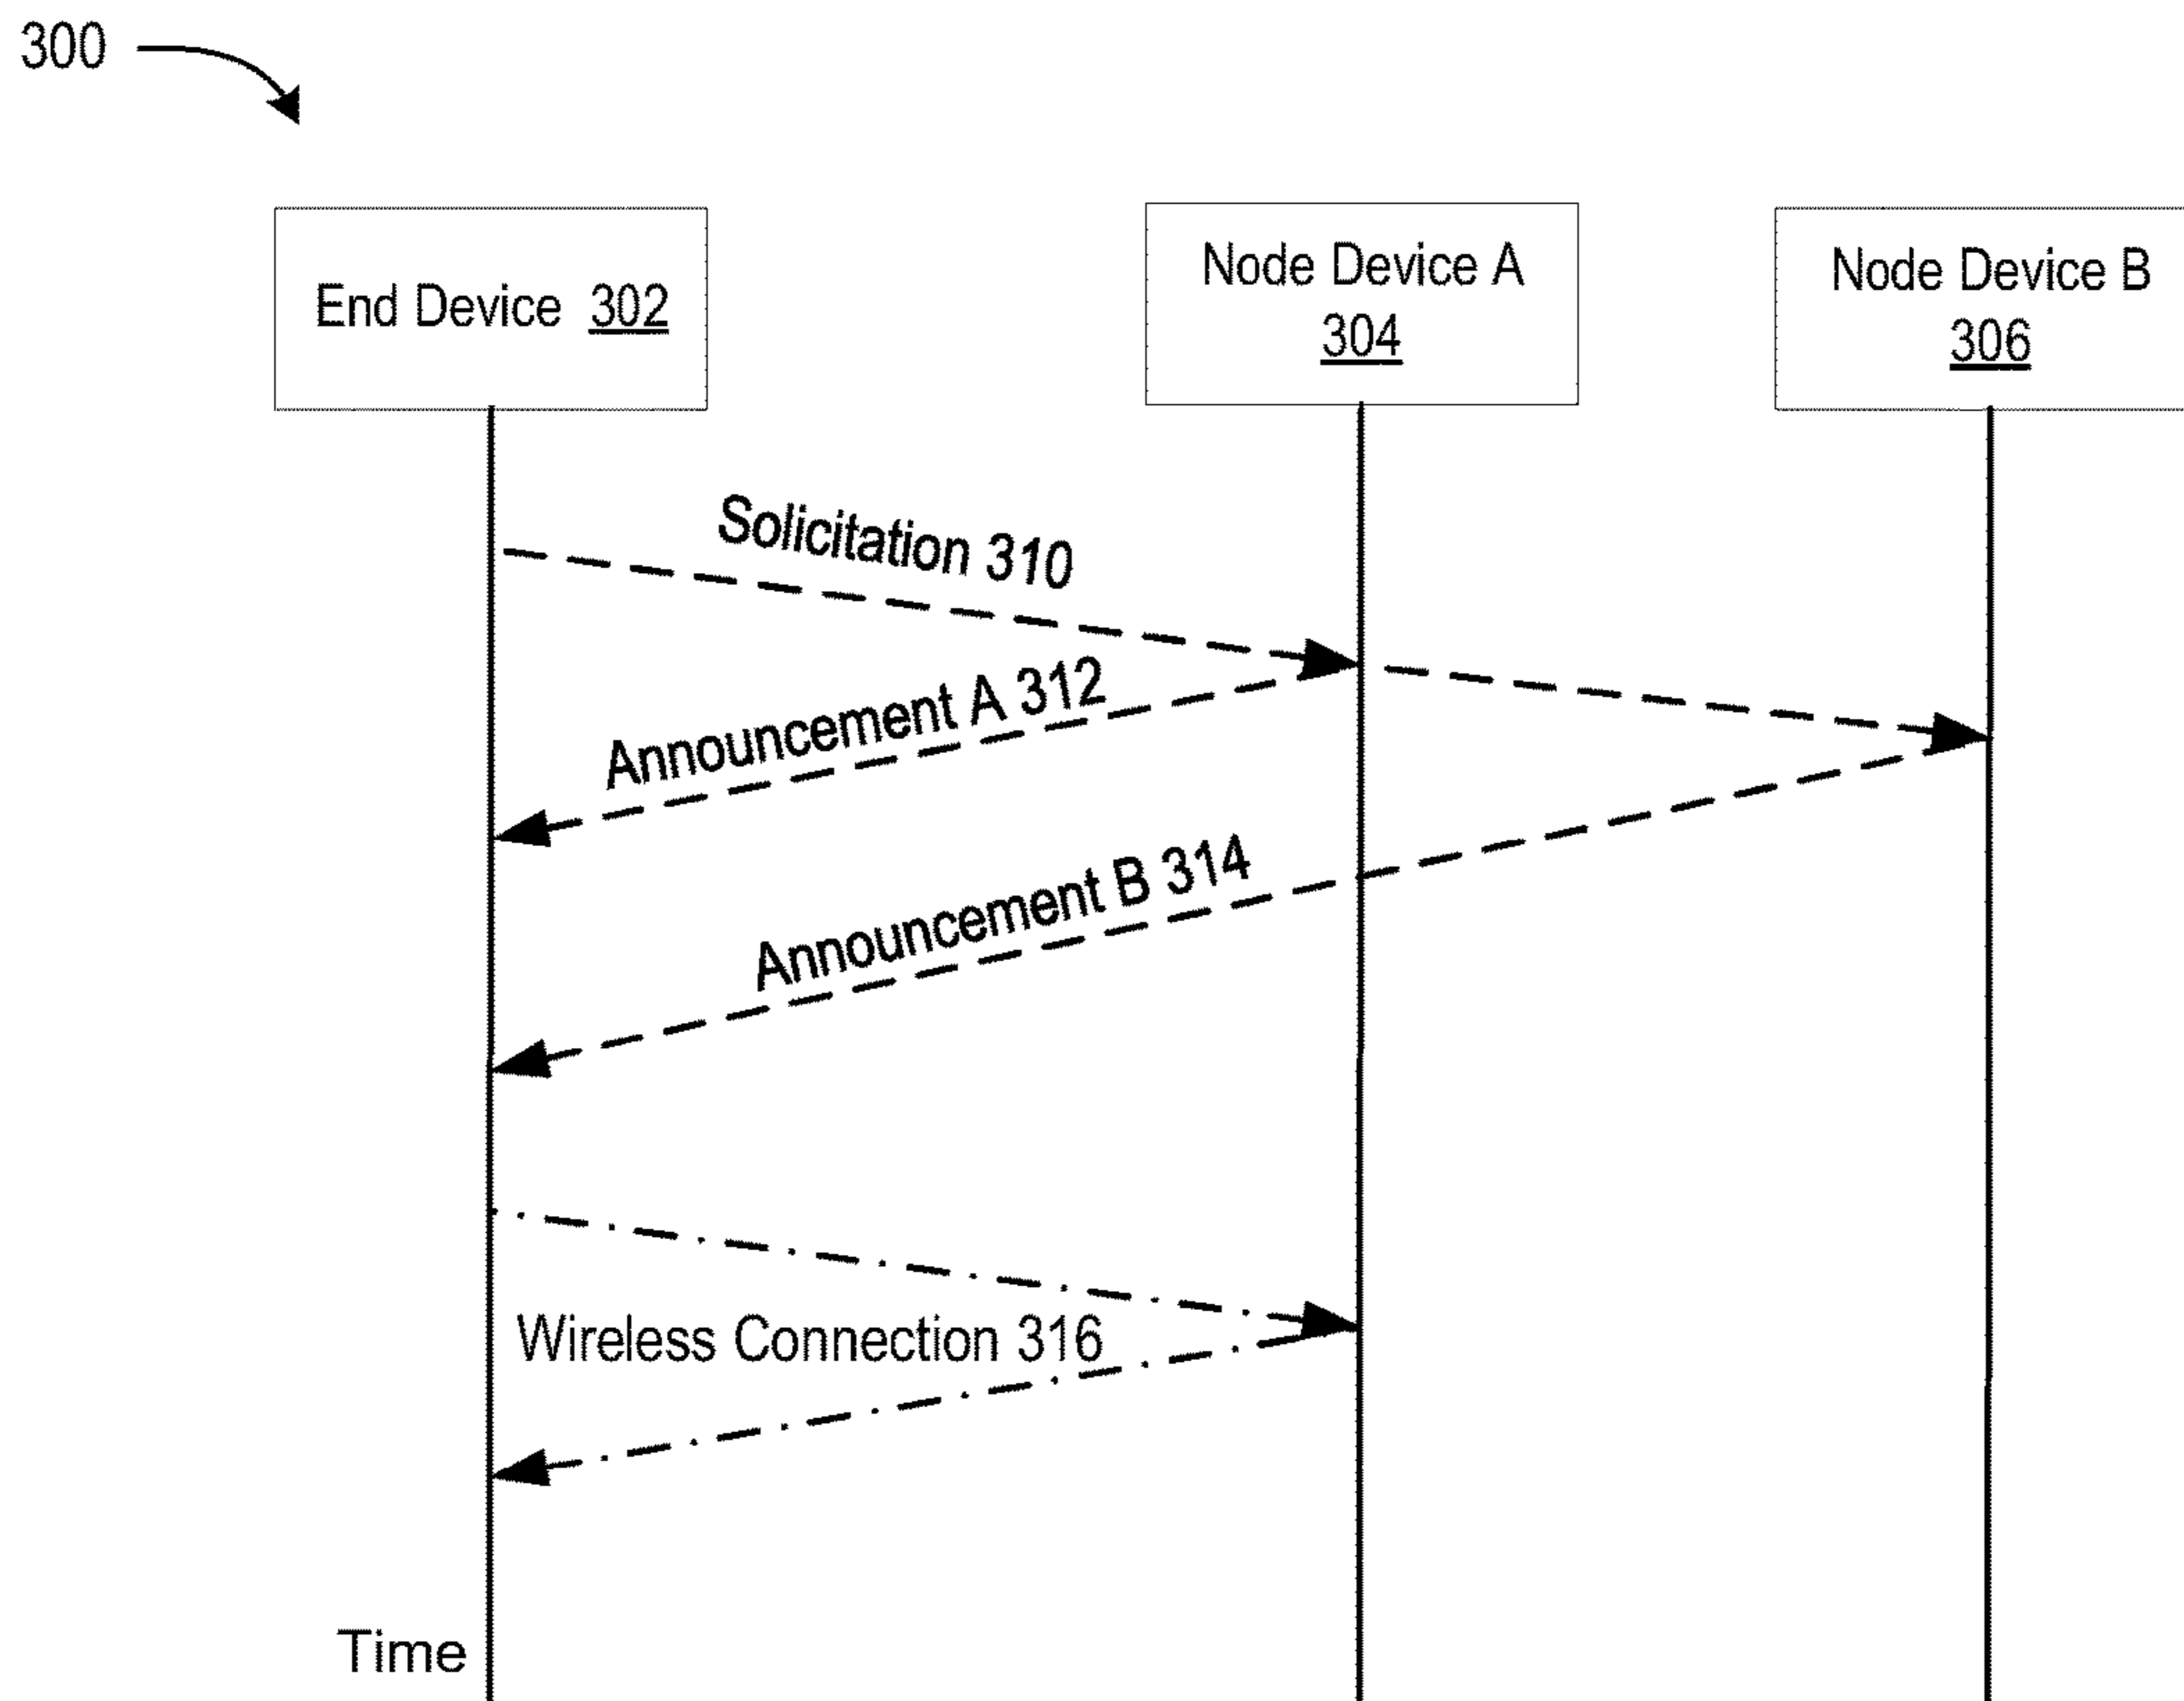 300
End Device 302
Node Device A
304
Node Device B
306
Solicitation 310
Announcement A 312
Announcement B 314
Wireless Connection 316
Time